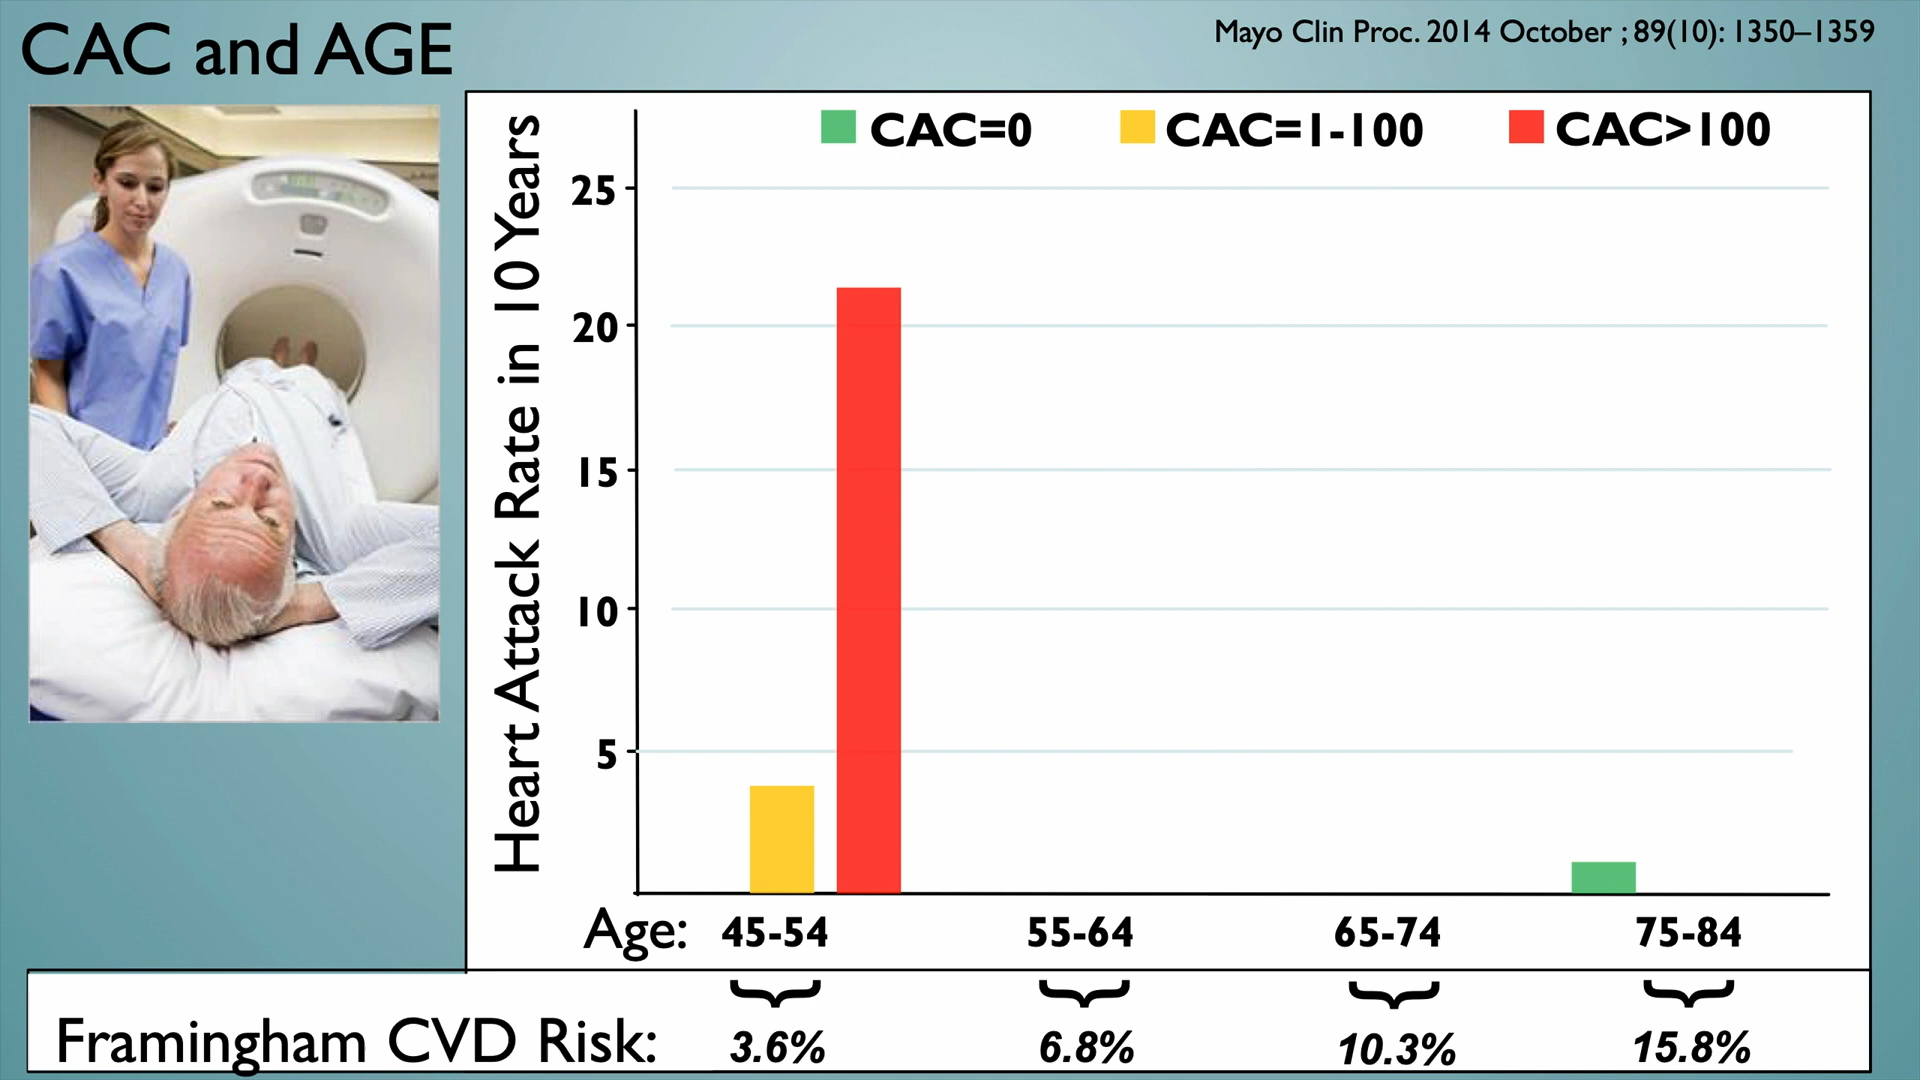 CAC and AGE
Mayo Clin Proc. 2014 October ; 89(10): 1350–1359
CAC=0
CAC=1-100
CAC>100
Heart Attack Rate in 10 Years
25
20
15
10
5
Age: 45-54 55-64 65-74 75-84
Framingham CVD Risk: 3.6% 6.8% 10.3% 15.8%